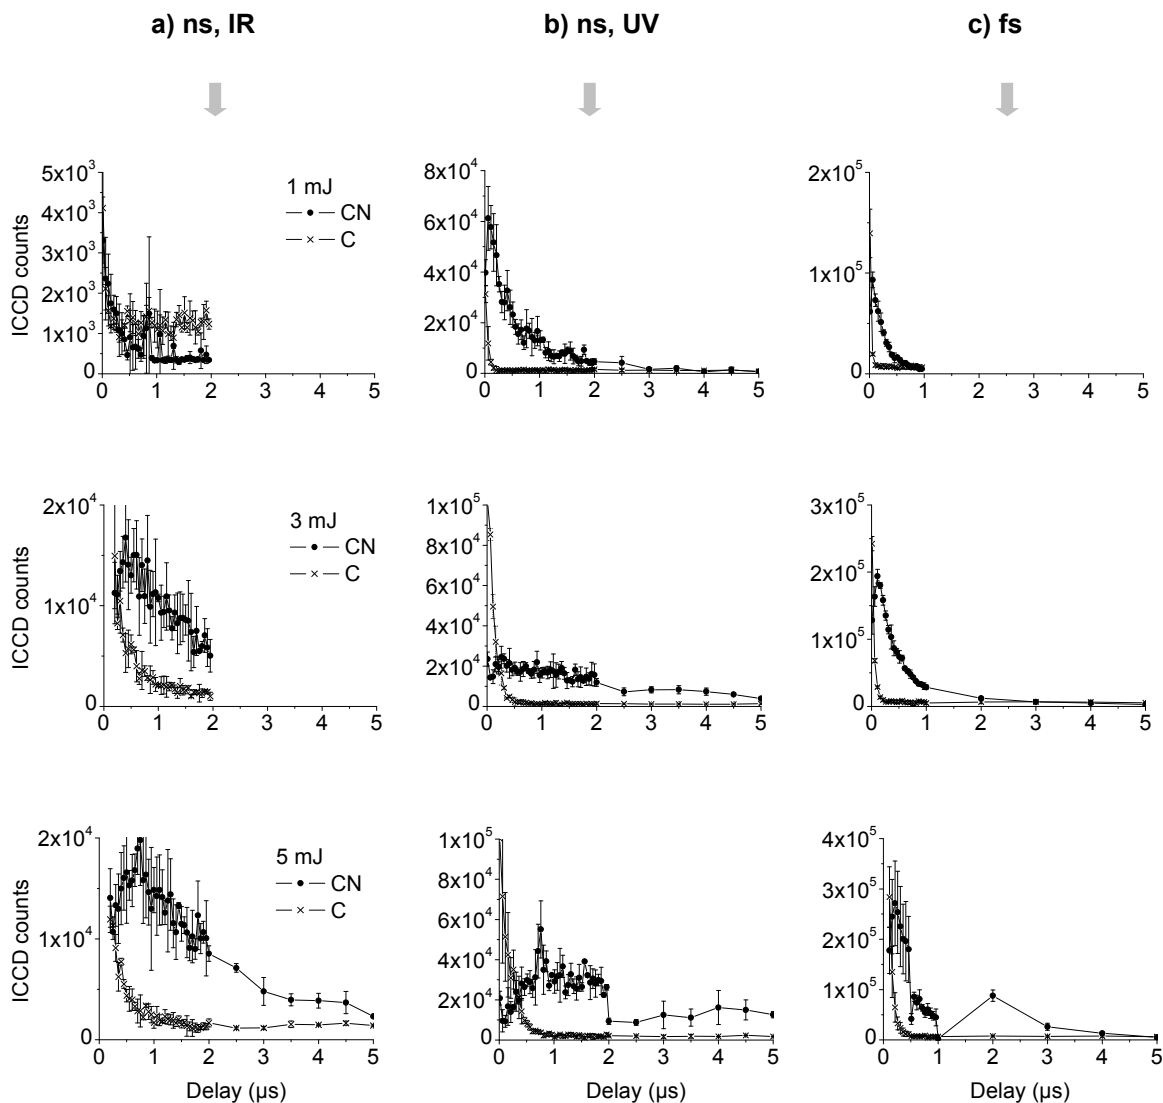 a) ns, IR
b) ns, UV
c) fs
5x10³
4x10³
3x10³
2x10³
1x10³
0
0 1 2 3 4 5
ICCD counts
1 mJ
CN
C
8x10⁴
6x10⁴
4x10⁴
2x10⁴
0
0 1 2 3 4 5
2x10⁵
1x10⁵
0
0 1 2 3 4 5
2x10⁴
1x10⁴
0
0 1 2 3 4 5
ICCD counts
3 mJ
CN
C
1x10⁵
8x10⁴
6x10⁴
4x10⁴
2x10⁴
0
0 1 2 3 4 5
3x10⁵
2x10⁵
1x10⁵
0
0 1 2 3 4 5
2x10⁴
1x10⁴
0
0 1 2 3 4 5
ICCD counts
Delay (µs)
5 mJ
CN
C
1x10⁵
8x10⁴
6x10⁴
4x10⁴
2x10⁴
0
0 1 2 3 4 5
Delay (µs)
4x10⁵
3x10⁵
2x10⁵
1x10⁵
0
0 1 2 3 4 5
Delay (µs)